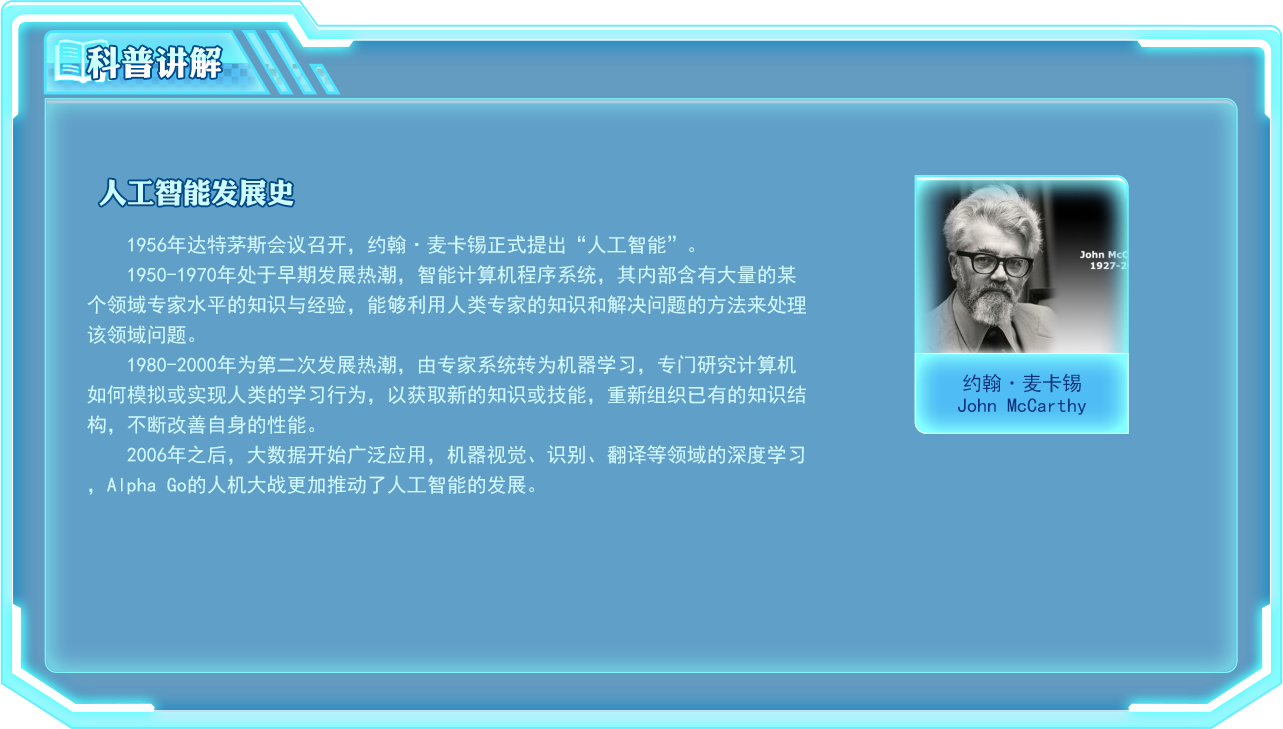 科普讲解
人工智能发展史
1956年达特茅斯会议召开，约翰·麦卡锡正式提出“人工智能”。
1950-1970年处于早期发展热潮，智能计算机程序系统，其内部含有大量的某
个领域专家水平的知识与经验，能够利用人类专家的知识和解决问题的方法来处理
该领域问题。
1980-2000年为第二次发展热潮，由专家系统转为机器学习，专门研究计算机
如何模拟或实现人类的学习行为，以获取新的知识或技能，重新组织已有的知识结
构，不断改善自身的性能。
2006年之后，大数据开始广泛应用，机器视觉、识别、翻译等领域的深度学习
，Alpha Go的人机大战更加推动了人工智能的发展。
John McC
1927-2
约翰·麦卡锡
John McCarthy